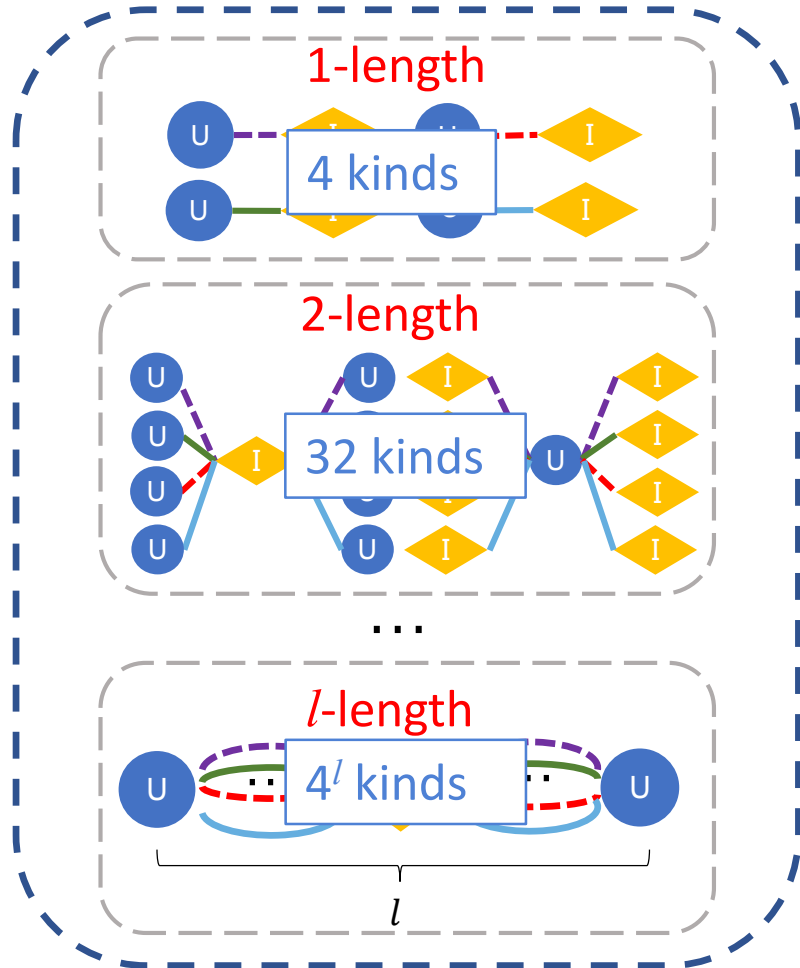 1-length
U I U I
4 kinds
U I U I
2-length
U U I I
U I
U I 32 kinds U
U I I
U U I I
...
l-length
U .. 4^l kinds .. U
l